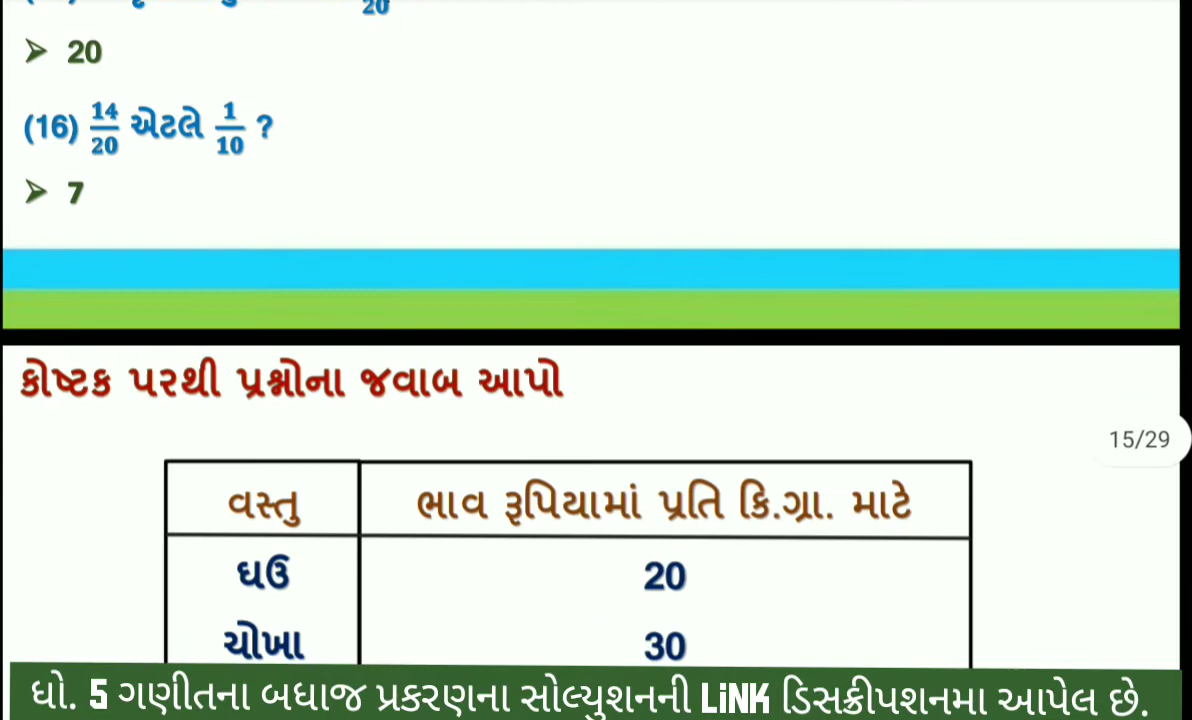 20
➤ 20
(16) 14/20 એટલે 1/10 ?
➤ 7
કોષ્ટક પરથી પ્રશ્નોના જવાબ આપો
15/29
વસ્તુ ભાવ રૂપિયામાં પ્રતિ કિ.ગ્રા. માટે
ઘઉં 20
ચોખા 30
ધો. 5 ગણીતના બધાજ પ્રકરણના સોલ્યુશનની LiNK ડિસક્રીપશનમા આપેલ છે.